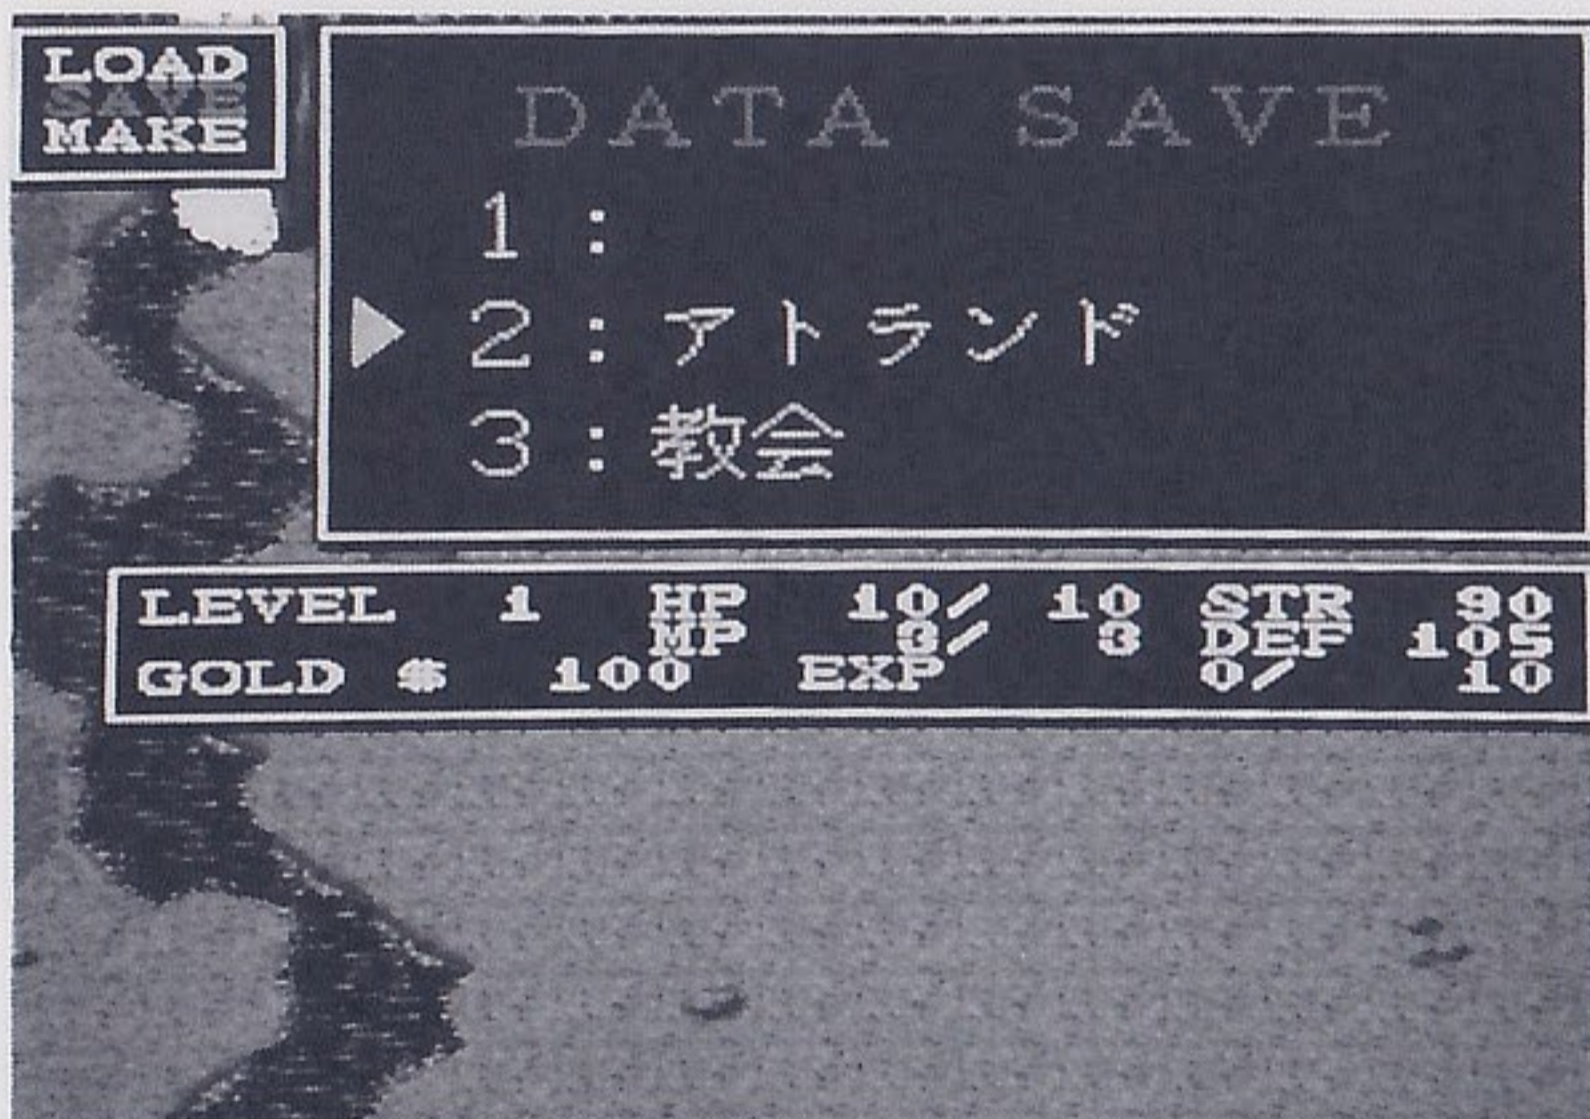 LOAD
SAVE
MAKE
DATA SAVE
1 :
▶ 2 : アトランド
3 : 教会
LEVEL 1 HP 10/ 10 STR 90
MP 3/ 3 DEF 105
GOLD $ 100 EXP 0/ 10